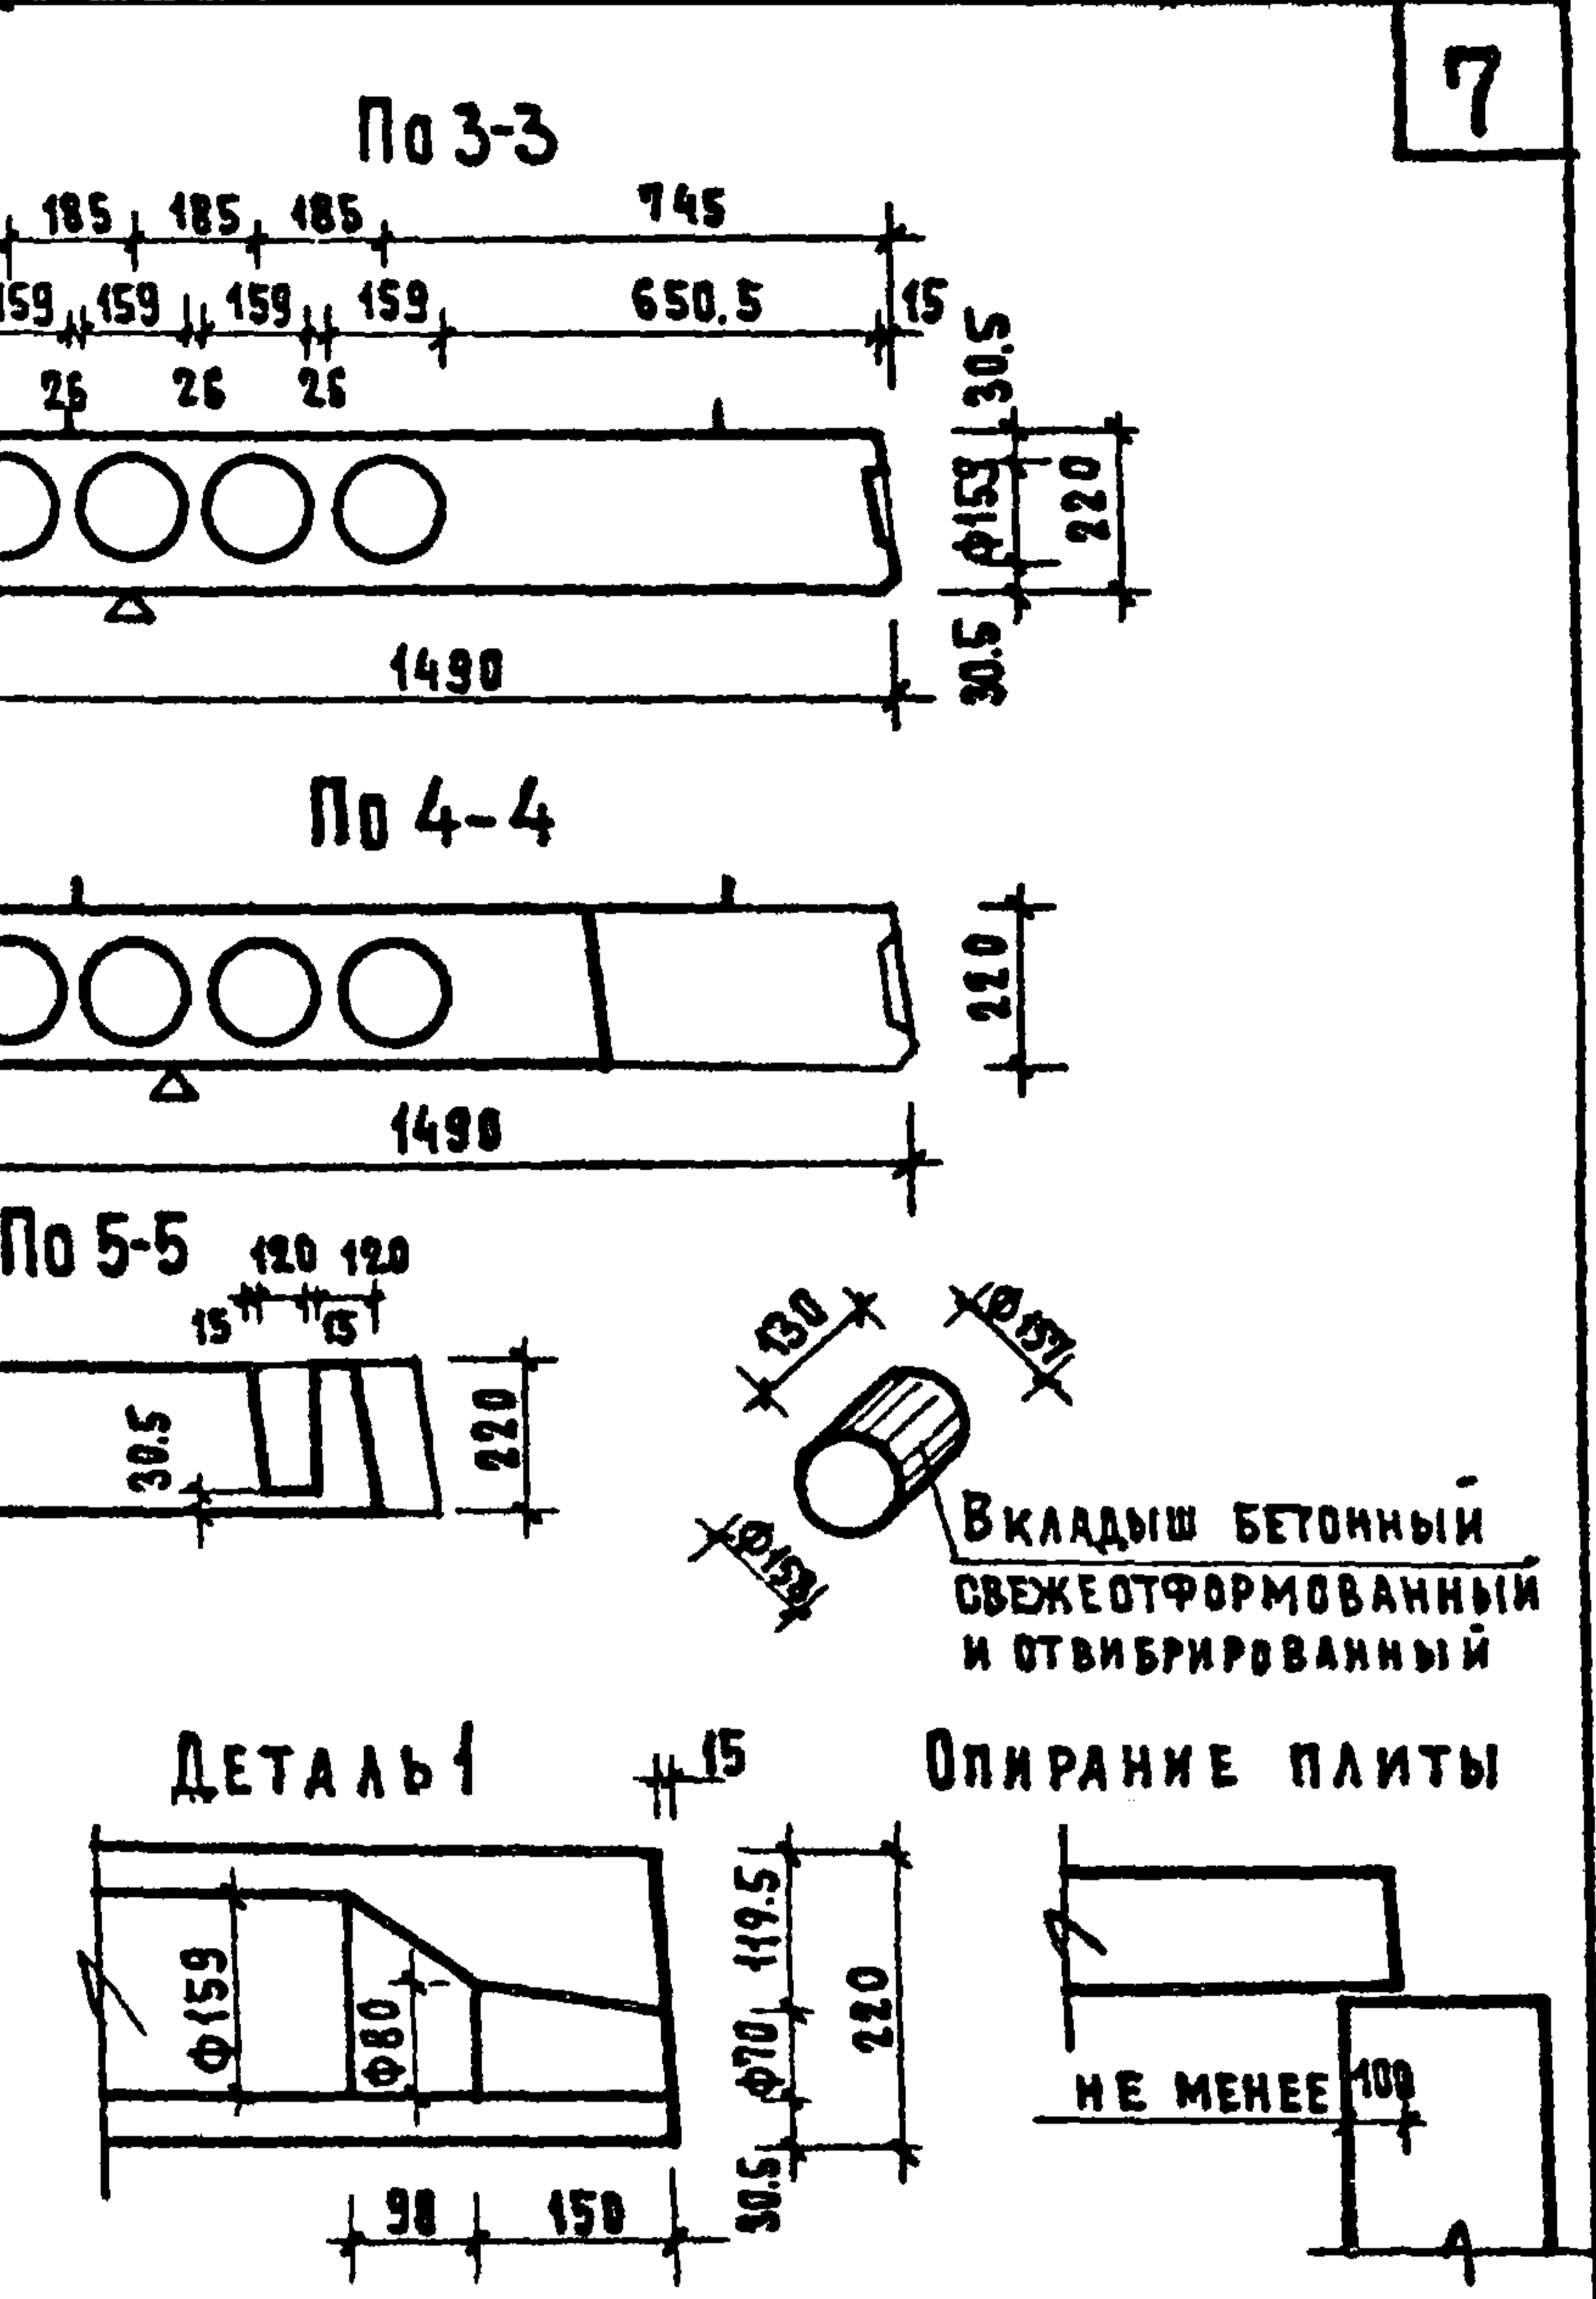 7
По 3-3
185 185 185 745
159 159 159 159 650.5 15
26 26 26
30.5
Ф159
220
30.5
1490
По 4-4
220
1490
По 5-5
120 120
15 15
30.5
220
130
Ø157
Ø158
Вкладыш бетонный
свежеотформованный
и отвибрированный
Деталь 1
15
Ф159
Ф80
119.5
Ф70
220
30.5
90 150
Опирание плиты
не менее 100